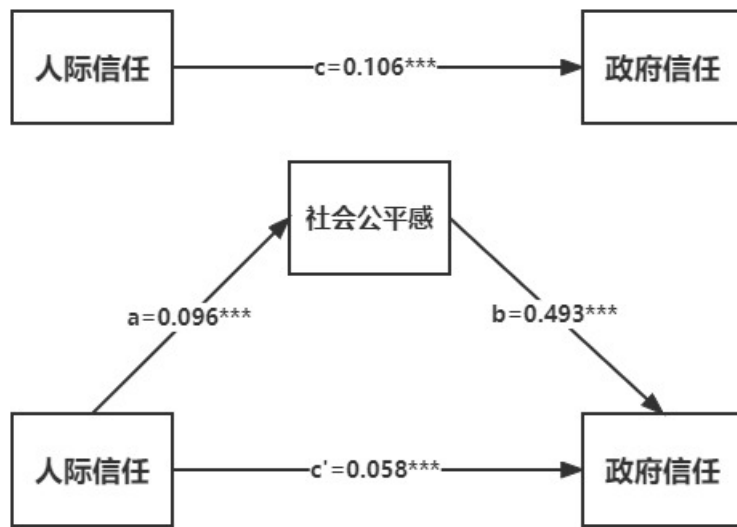 人际信任
c=0.106***
政府信任
社会公平感
a=0.096***
b=0.493***
人际信任
c'=0.058***
政府信任